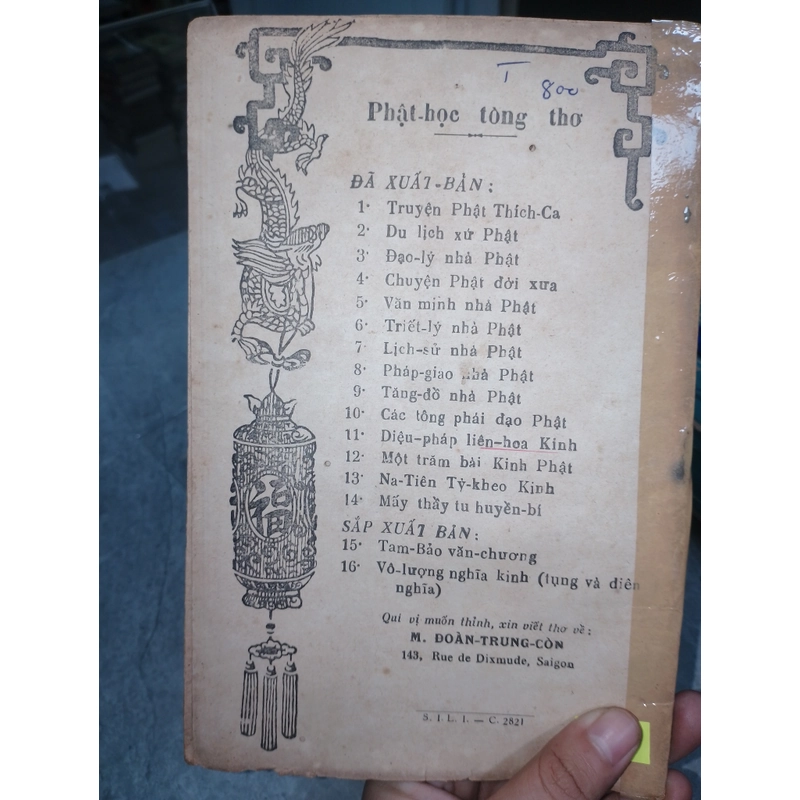 T 800
Phật-học tòng thơ
ĐÃ XUẤT-BẢN:
1· Truyện Phật Thích-Ca
2· Du lịch xứ Phật
3· Đạo-lý nhà Phật
4· Chuyện Phật đời xưa
5· Văn minh nhà Phật
6· Triết-lý nhà Phật
7· Lịch-sử nhà Phật
8· Pháp-giao nhà Phật
9· Tăng-đồ nhà Phật
10· Các tông phái đạo Phật
11· Diệu-pháp liên-hoa Kinh
12· Một trăm bài Kinh Phật
13· Na-Tiên Tỳ-kheo Kinh
14· Mấy thầy tu huyền-bí
SẮP XUẤT BẢN:
15· Tam-Bảo văn-chương
16· Vô-lượng nghĩa kinh (tụng và diễn
nghĩa)
福
Quí vị muốn thỉnh, xin viết thơ về:
M. ĐOÀN-TRUNG-CÒN
143, Rue de Dixmude, Saigon
S. I. L. I. — C. 2821